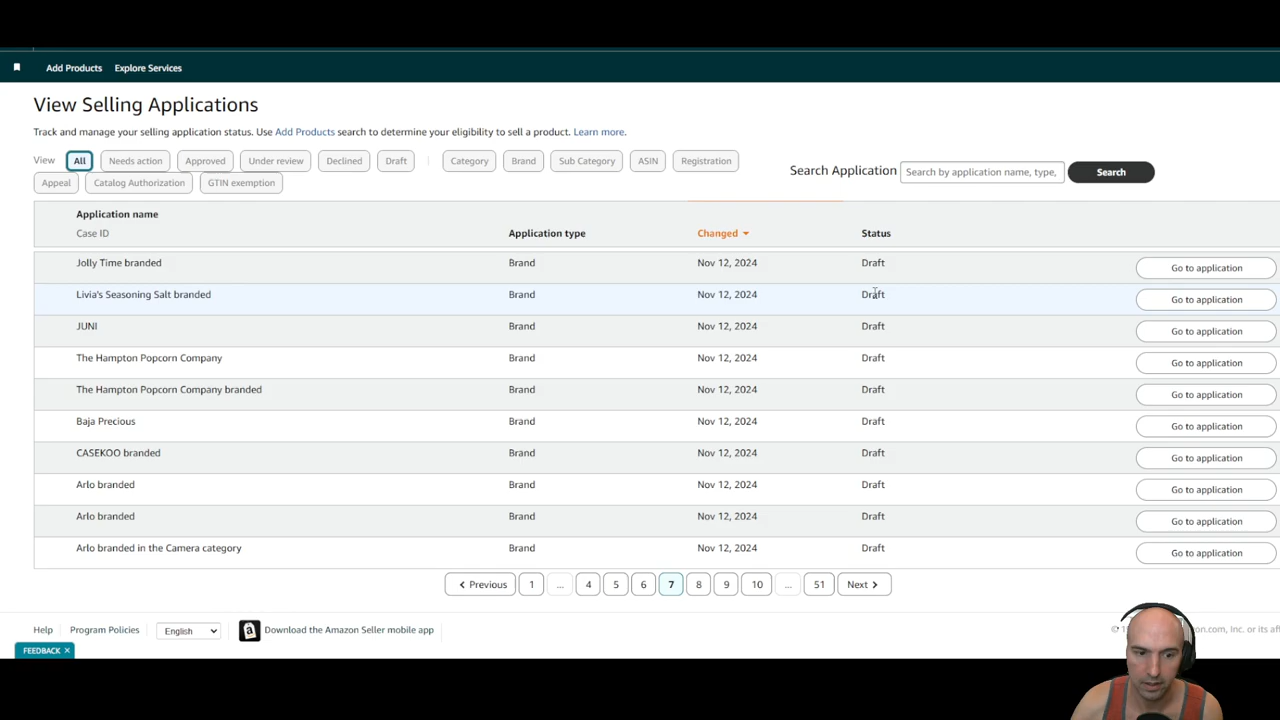 Add Products Explore Services
View Selling Applications
Track and manage your selling application status. Use Add Products search to determine your eligibility to sell a product. Learn more.
View All Needs action Approved Under review Declined Draft Category Brand Sub Category ASIN Registration
Appeal Catalog Authorization GTIN exemption
Search Application Search by application name, type, Search
Application name
Case ID Application type Changed Status
Jolly Time branded Brand Nov 12, 2024 Draft Go to application
Livia's Seasoning Salt branded Brand Nov 12, 2024 Draft Go to application
JUNI Brand Nov 12, 2024 Draft Go to application
The Hampton Popcorn Company Brand Nov 12, 2024 Draft Go to application
The Hampton Popcorn Company branded Brand Nov 12, 2024 Draft Go to application
Baja Precious Brand Nov 12, 2024 Draft Go to application
CASEKOO branded Brand Nov 12, 2024 Draft Go to application
Arlo branded Brand Nov 12, 2024 Draft Go to application
Arlo branded Brand Nov 12, 2024 Draft Go to application
Arlo branded in the Camera category Brand Nov 12, 2024 Draft Go to application
Previous 1 ... 4 5 6 7 8 9 10 ... 51 Next
Help Program Policies English a Download the Amazon Seller mobile app on.com, Inc. or its
FEEDBACK ×